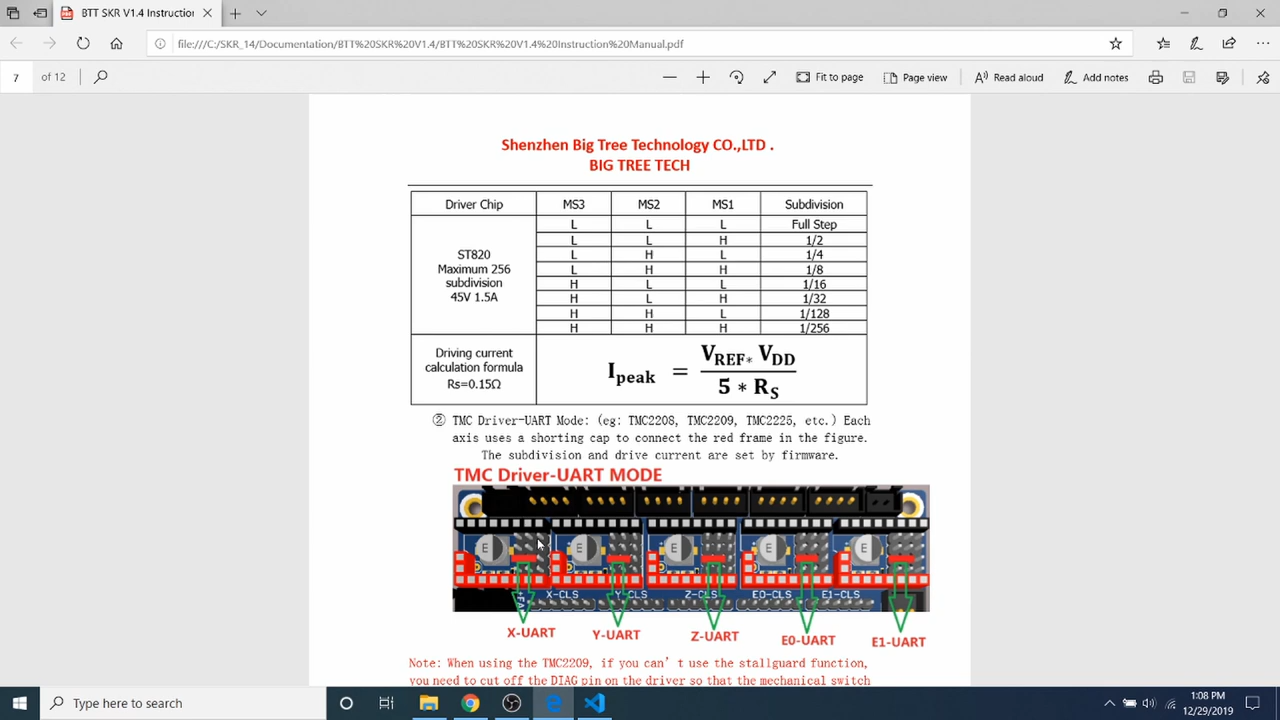 BTT SKR V1.4 Instruction
file:///C:/SKR_14/Documentation/BTT%20SKR%20V1.4/BTT%20SKR%20V1.4%20Instruction%20Manual.pdf
7 of 12
Fit to page
Page view
Read aloud
Add notes
Shenzhen Big Tree Technology CO.,LTD .
BIG TREE TECH
Driver Chip MS3 MS2 MS1 Subdivision
L L L Full Step
L L H 1/2
L H L 1/4
L H H 1/8
H L L 1/16
H L H 1/32
H H L 1/128
H H H 1/256
ST820
Maximum 256
subdivision
45V 1.5A
Driving current
calculation formula
Rs=0.15Ω
I_peak = V_REF* V_DD / 5 * R_S
② TMC Driver-UART Mode: (eg: TMC2208, TMC2209, TMC2225, etc.) Each
axis uses a shorting cap to connect the red frame in the figure.
The subdivision and drive current are set by firmware.
TMC Driver-UART MODE
E E E E E
X-CLS Y-CLS Z-CLS E0-CLS E1-CLS
X-UART Y-UART Z-UART E0-UART E1-UART
Note: When using the TMC2209, if you can't use the stallguard function,
you need to cut off the DIAG pin on the driver so that the mechanical switch
Type here to search
1:08 PM
12/29/2019